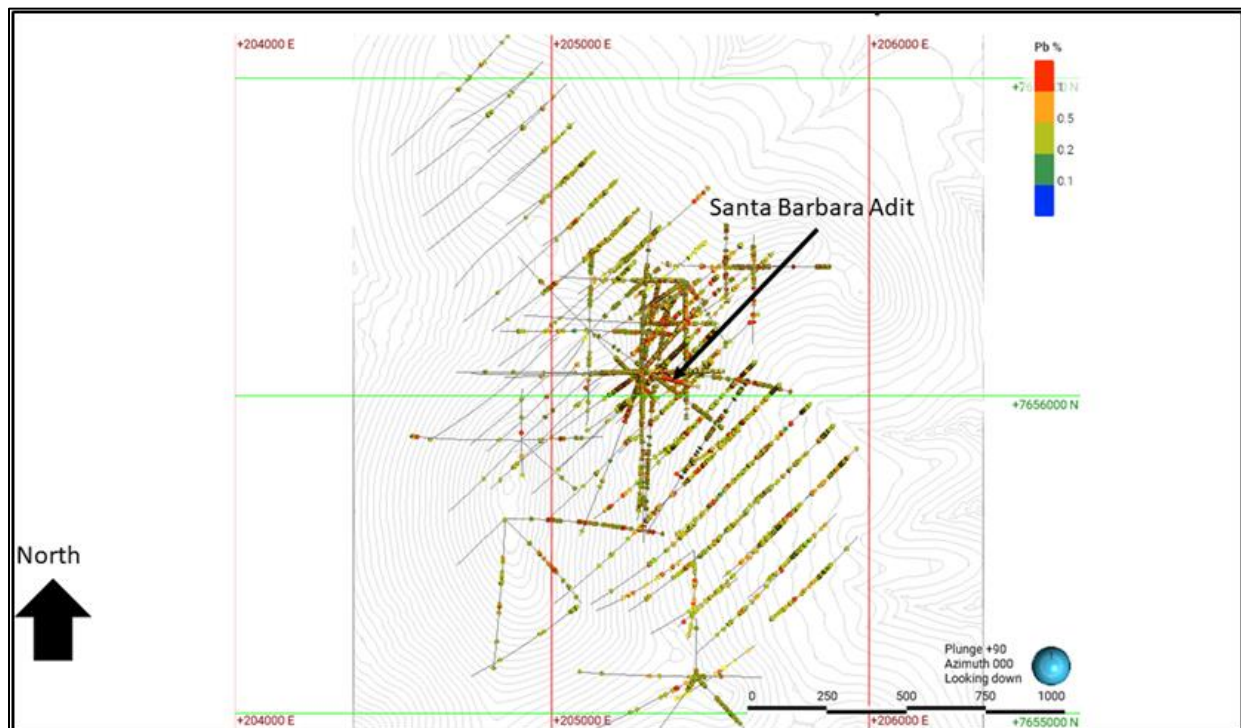 +204000 E
+205000 E
+206000 E
Pb %
1
0.5
0.2
0.1
Santa Barbara Adit
+7656000 N
North
Plunge +90
Azimuth 000
Looking down
0
250
500
750
1000
+204000 E
+205000 E
+206000 E
+7655000 N